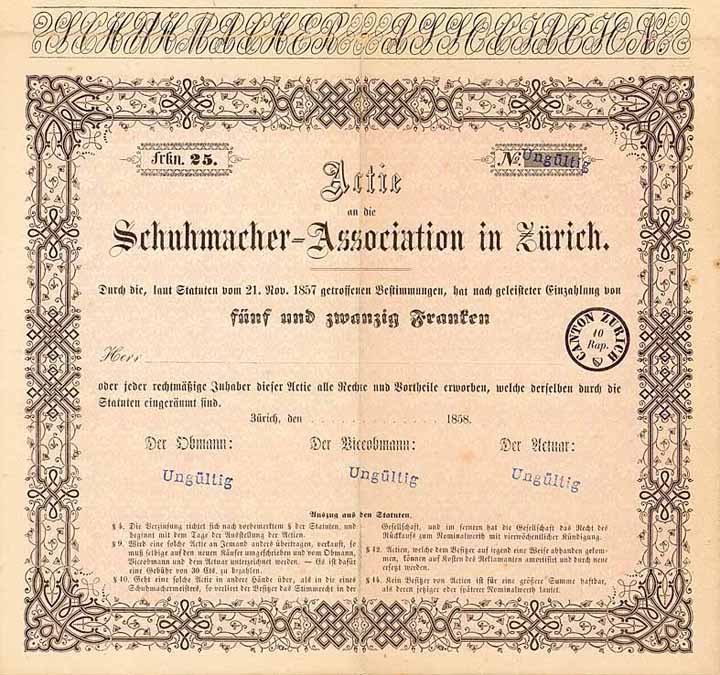 SCHUHMACHER ASSOCIATION
Frkn. 25.
No. Ungültig
Actie
an die
Schuhmacher-Association in Zürich.
Durch die, laut Statuten vom 21. Nov. 1857 getroffenen Bestimmungen, hat nach geleisteter Einzahlung von
fünf und zwanzig Franken
CANTON ZÜRICH
10
Rap.
Herr
oder jeder rechtmäßige Inhaber dieser Actie alle Rechte und Vortheile erworben, welche derselben durch die
Statuten eingeräumt sind.
Zürich, den . . . . . . . . . . . . . . 1858.
Der Obmann: Der Viceobmann: Der Actuar:
Ungültig Ungültig Ungültig
Auszug aus den Statuten.
§ 4. Die Verzinsung richtet sich nach vorbemerktem § der Statuten, und
beginnt mit dem Tage der Ausstellung der Actien.
§ 9. Wird eine solche Actie an Jemand anders übertragen, verkauft, so
muß selbige auf den neuen Käufer umgeschrieben und vom Obmann,
Viceobmann und dem Actuar unterzeichnet werden. — Es ist dafür
eine Gebühr von 30 Cts. zu bezahlen.
§ 10. Geht eine solche Actie in andere Hände über, als in die eines
Schuhmachermeisters, so verliert der Besitzer das Stimmrecht in der
Gesellschaft, und im fernern hat die Gesellschaft das Recht des
Rückkaufs zum Nominalwerth mit vierwöchentlicher Kündigung.
§ 12. Actien, welche dem Besitzer auf irgend eine Weise abhanden gekom-
men, können auf Kosten des Reklamanten amortisirt und durch neue
ersetzt werden.
§ 14. Kein Besitzer von Actien ist für eine größere Summe haftbar,
als deren jetziger oder späterer Nominalwerth lautet.